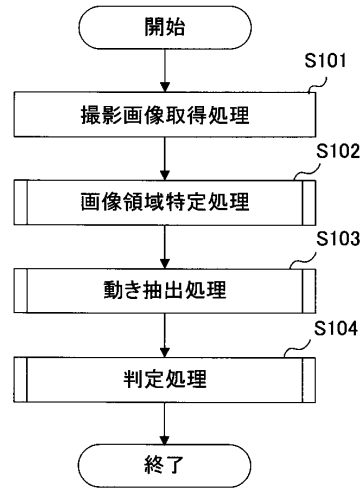 開始
S101
撮影画像取得処理
S102
画像領域特定処理
S103
動き抽出処理
S104
判定処理
終了